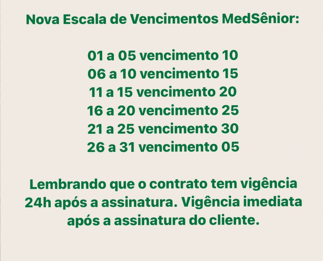 Nova Escala de Vencimentos MedSênior:
01 a 05 vencimento 10
06 a 10 vencimento 15
11 a 15 vencimento 20
16 a 20 vencimento 25
21 a 25 vencimento 30
26 a 31 vencimento 05
Lembrando que o contrato tem vigência
24h após a assinatura. Vigência imediata
após a assinatura do cliente.